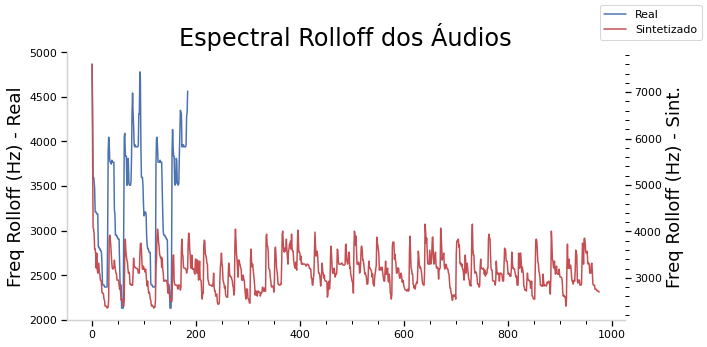 Real
Sintetizado
Espectral Rolloff dos Áudios
Freq Rolloff (Hz) - Real
5000
4500
4000
3500
3000
2500
2000
7000
6000
5000
4000
3000
Freq Rolloff (Hz) - Sint.
0 200 400 600 800 1000